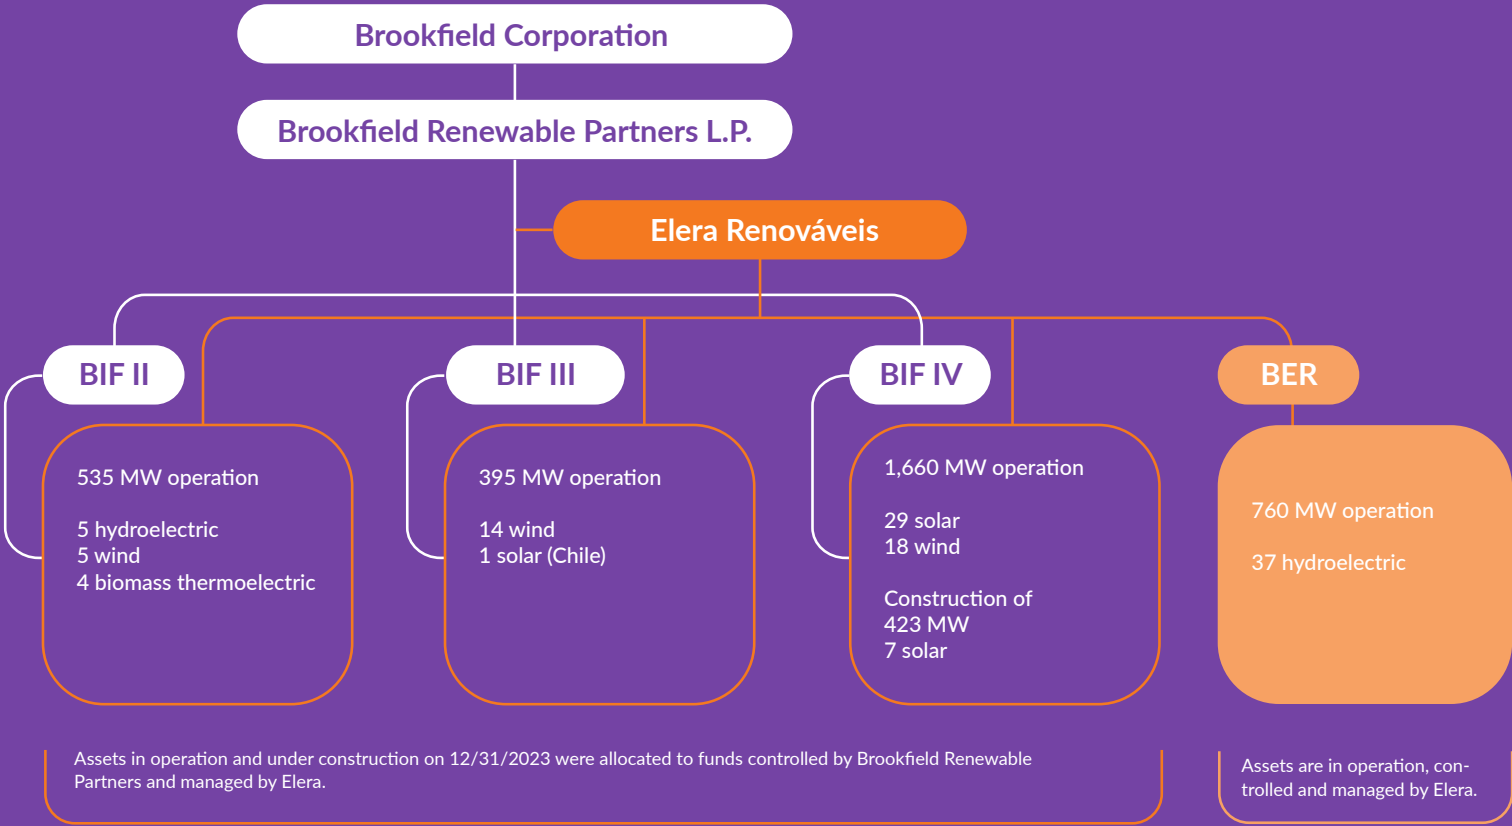 Brookfield Corporation
Brookfield Renewable Partners L.P.
Elera Renováveis
BIF II
BIF III
BIF IV
BER
535 MW operation
5 hydroelectric
5 wind
4 biomass thermoelectric
395 MW operation
14 wind
1 solar (Chile)
1,660 MW operation
29 solar
18 wind
Construction of
423 MW
7 solar
760 MW operation
37 hydroelectric
Assets in operation and under construction on 12/31/2023 were allocated to funds controlled by Brookfield Renewable
Partners and managed by Elera.
Assets are in operation, con-
trolled and managed by Elera.